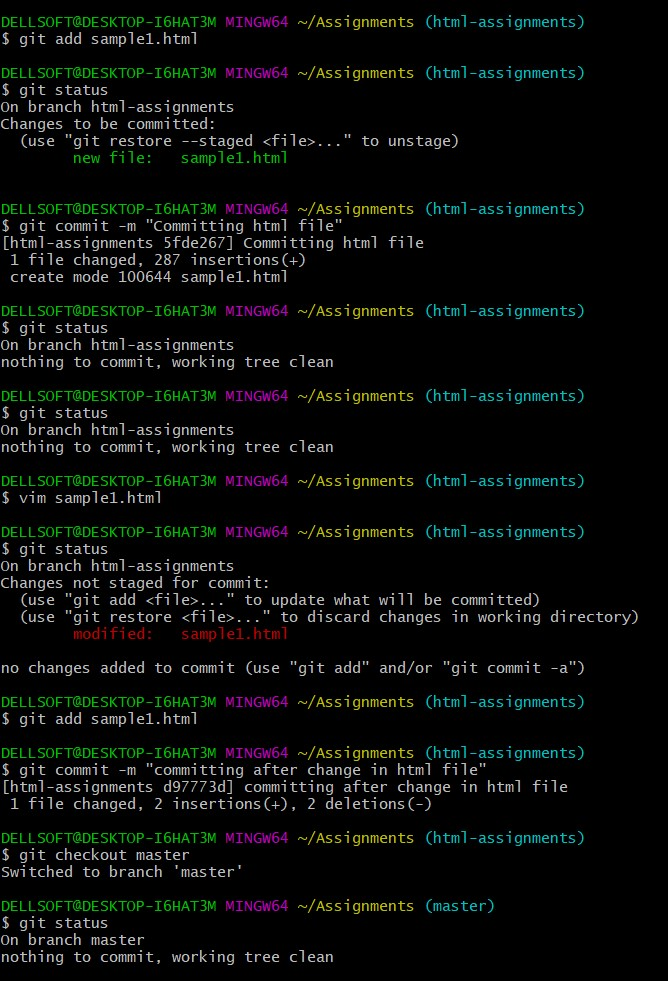 DELLSOFT@DESKTOP-I6HAT3M MINGW64 ~/Assignments (html-assignments)
$ git add sample1.html
DELLSOFT@DESKTOP-I6HAT3M MINGW64 ~/Assignments (html-assignments)
$ git status
On branch html-assignments
Changes to be committed:
  (use "git restore --staged <file>..." to unstage)
        new file:   sample1.html
DELLSOFT@DESKTOP-I6HAT3M MINGW64 ~/Assignments (html-assignments)
$ git commit -m "Committing html file"
[html-assignments 5fde267] Committing html file
 1 file changed, 287 insertions(+)
 create mode 100644 sample1.html
DELLSOFT@DESKTOP-I6HAT3M MINGW64 ~/Assignments (html-assignments)
$ git status
On branch html-assignments
nothing to commit, working tree clean
DELLSOFT@DESKTOP-I6HAT3M MINGW64 ~/Assignments (html-assignments)
$ git status
On branch html-assignments
nothing to commit, working tree clean
DELLSOFT@DESKTOP-I6HAT3M MINGW64 ~/Assignments (html-assignments)
$ vim sample1.html
DELLSOFT@DESKTOP-I6HAT3M MINGW64 ~/Assignments (html-assignments)
$ git status
On branch html-assignments
Changes not staged for commit:
  (use "git add <file>..." to update what will be committed)
  (use "git restore <file>..." to discard changes in working directory)
        modified:   sample1.html
no changes added to commit (use "git add" and/or "git commit -a")
DELLSOFT@DESKTOP-I6HAT3M MINGW64 ~/Assignments (html-assignments)
$ git add sample1.html
DELLSOFT@DESKTOP-I6HAT3M MINGW64 ~/Assignments (html-assignments)
$ git commit -m "committing after change in html file"
[html-assignments d97773d] committing after change in html file
 1 file changed, 2 insertions(+), 2 deletions(-)
DELLSOFT@DESKTOP-I6HAT3M MINGW64 ~/Assignments (html-assignments)
$ git checkout master
Switched to branch 'master'
DELLSOFT@DESKTOP-I6HAT3M MINGW64 ~/Assignments (master)
$ git status
On branch master
nothing to commit, working tree clean